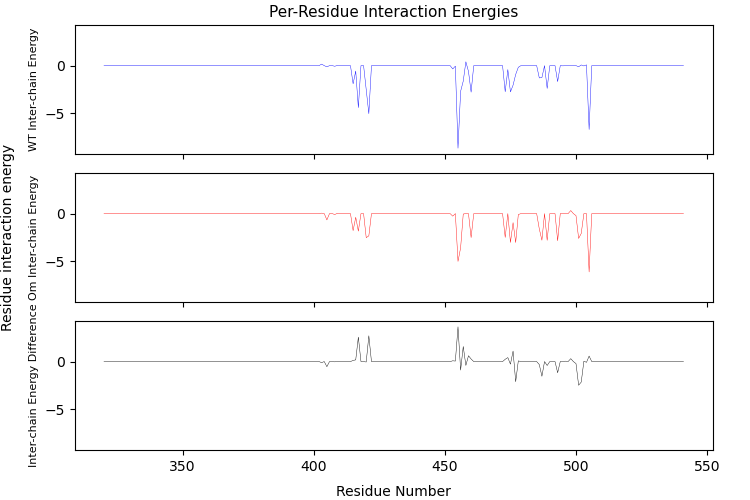 Per-Residue Interaction Energies
WT Inter-chain Energy
0
−5
Residue interaction energy
Om Inter-chain Energy
0
−5
Inter-chain Energy Difference
0
−5
350
400
450
500
550
Residue Number